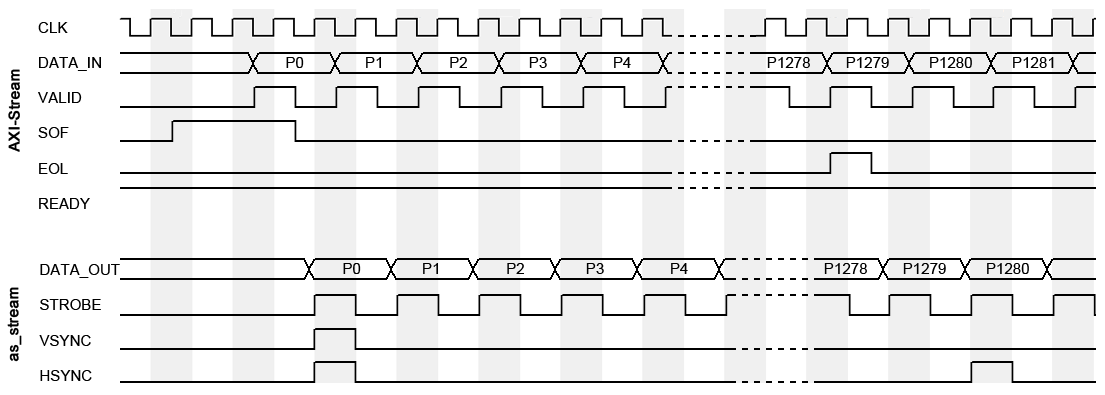 AXI-Stream
CLK
DATA_IN P0 P1 P2 P3 P4 P1278 P1279 P1280 P1281
VALID
SOF
EOL
READY
as_stream
DATA_OUT P0 P1 P2 P3 P4 P1278 P1279 P1280
STROBE
VSYNC
HSYNC